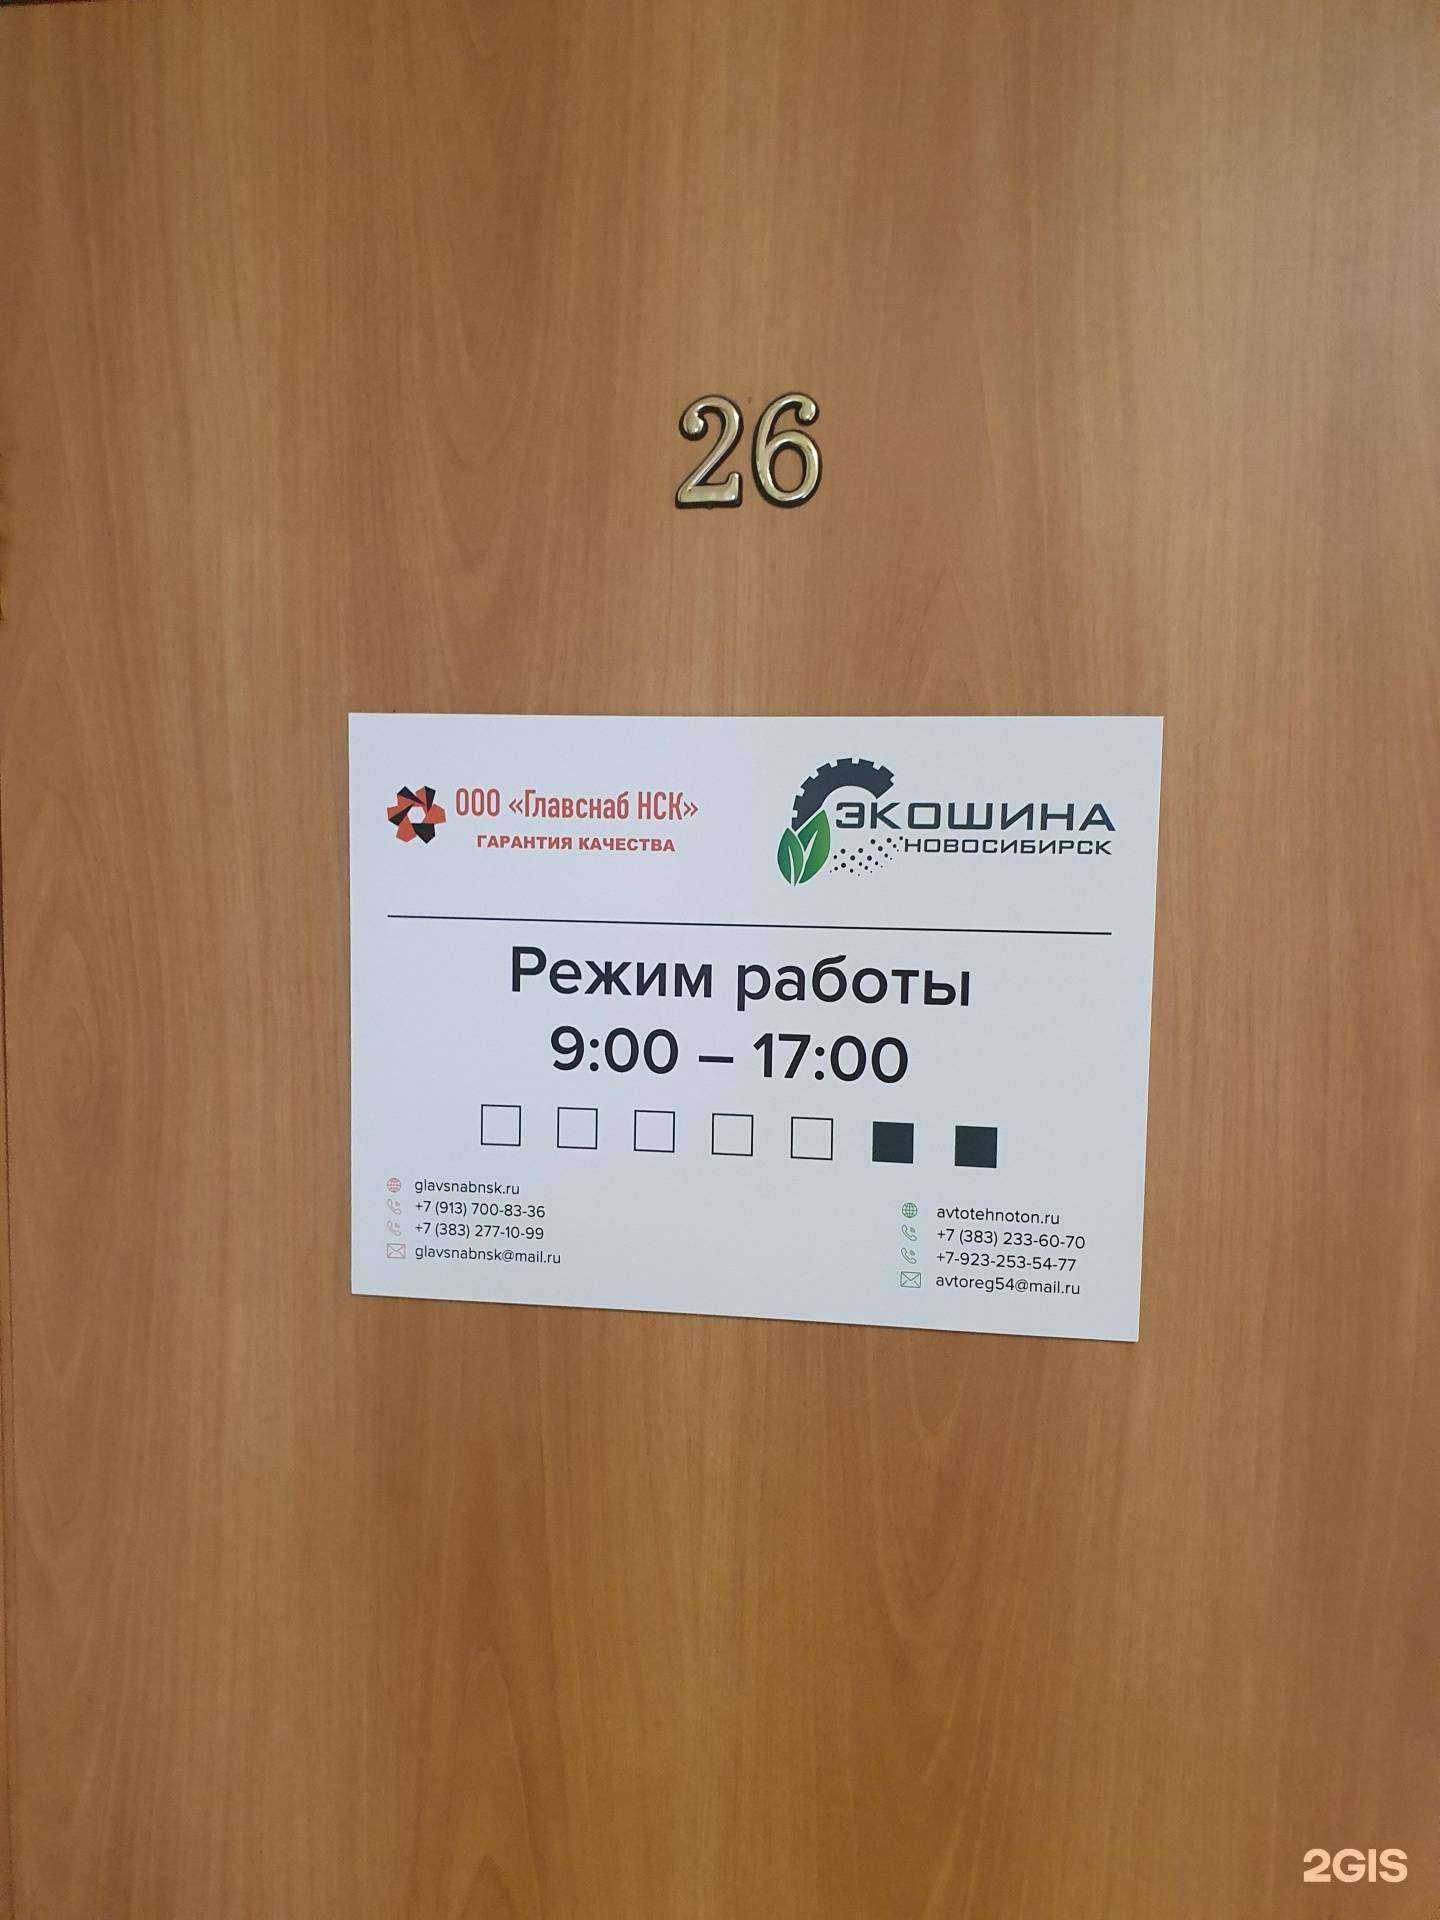 26
ООО «Главснаб НСК»
ГАРАНТИЯ КАЧЕСТВА
ЭКОШИНА
НОВОСИБИРСК
Режим работы
9:00 – 17:00
glavsnabnsk.ru
+7 (913) 700-83-36
+7 (383) 277-10-99
glavsnabnsk@mail.ru
avtotehnoton.ru
+7 (383) 233-60-70
+7-923-253-54-77
avtoreg54@mail.ru
2GIS